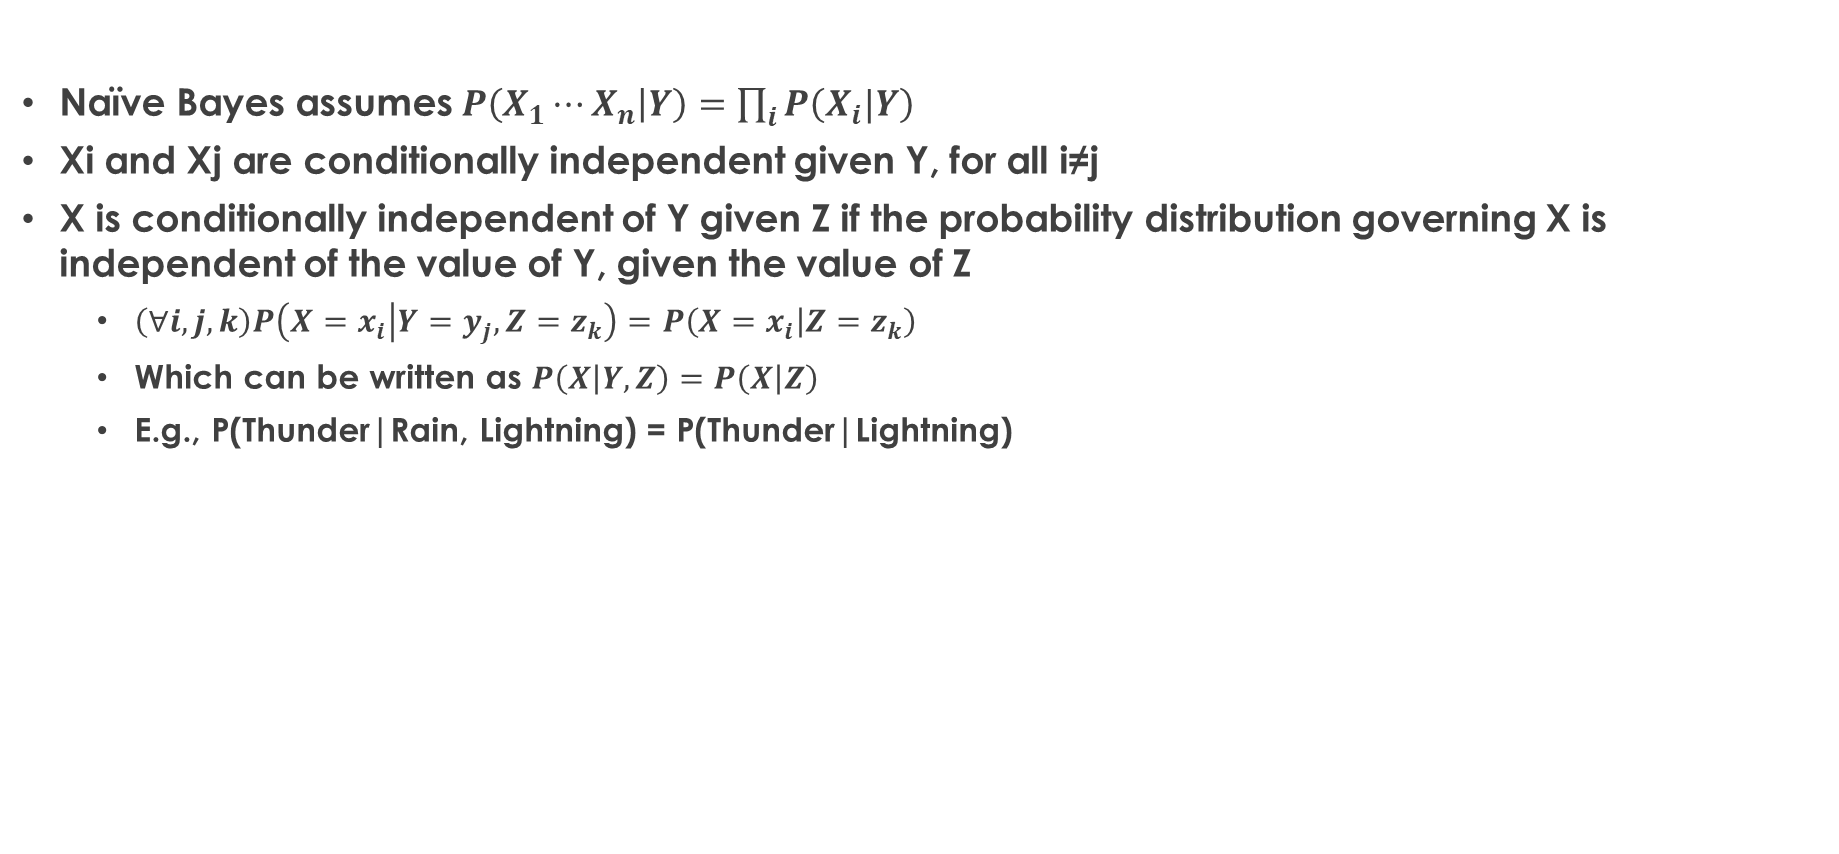 • Naïve Bayes assumes P(X₁ ⋯ Xₙ|Y) = ∏ᵢ P(Xᵢ|Y)
• Xi and Xj are conditionally independent given Y, for all i≠j
• X is conditionally independent of Y given Z if the probability distribution governing X is
independent of the value of Y, given the value of Z
• (∀i, j, k)P(X = xᵢ|Y = yⱼ, Z = zₖ) = P(X = xᵢ|Z = zₖ)
• Which can be written as P(X|Y, Z) = P(X|Z)
• E.g., P(Thunder|Rain, Lightning) = P(Thunder|Lightning)